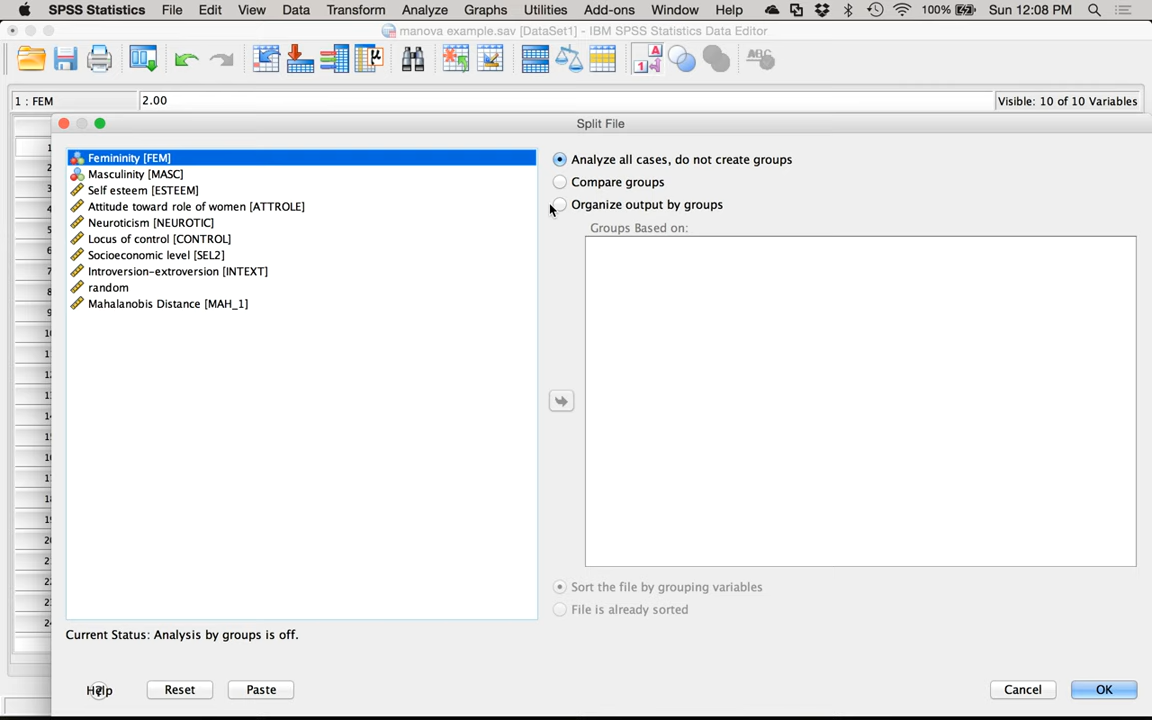 SPSS Statistics File Edit View Data Transform Analyze Graphs Utilities Add-ons Window Help 100% Sun 12:08 PM
manova example.sav [DataSet1] - IBM SPSS Statistics Data Editor
1 : FEM 2.00 Visible: 10 of 10 Variables
Split File
Femininity [FEM]
Masculinity [MASC]
Self esteem [ESTEEM]
Attitude toward role of women [ATTROLE]
Neuroticism [NEUROTIC]
Locus of control [CONTROL]
Socioeconomic level [SEL2]
Introversion-extroversion [INTEXT]
random
Mahalanobis Distance [MAH_1]
Analyze all cases, do not create groups
Compare groups
Organize output by groups
Groups Based on:
Sort the file by grouping variables
File is already sorted
Current Status: Analysis by groups is off.
Help Reset Paste Cancel OK